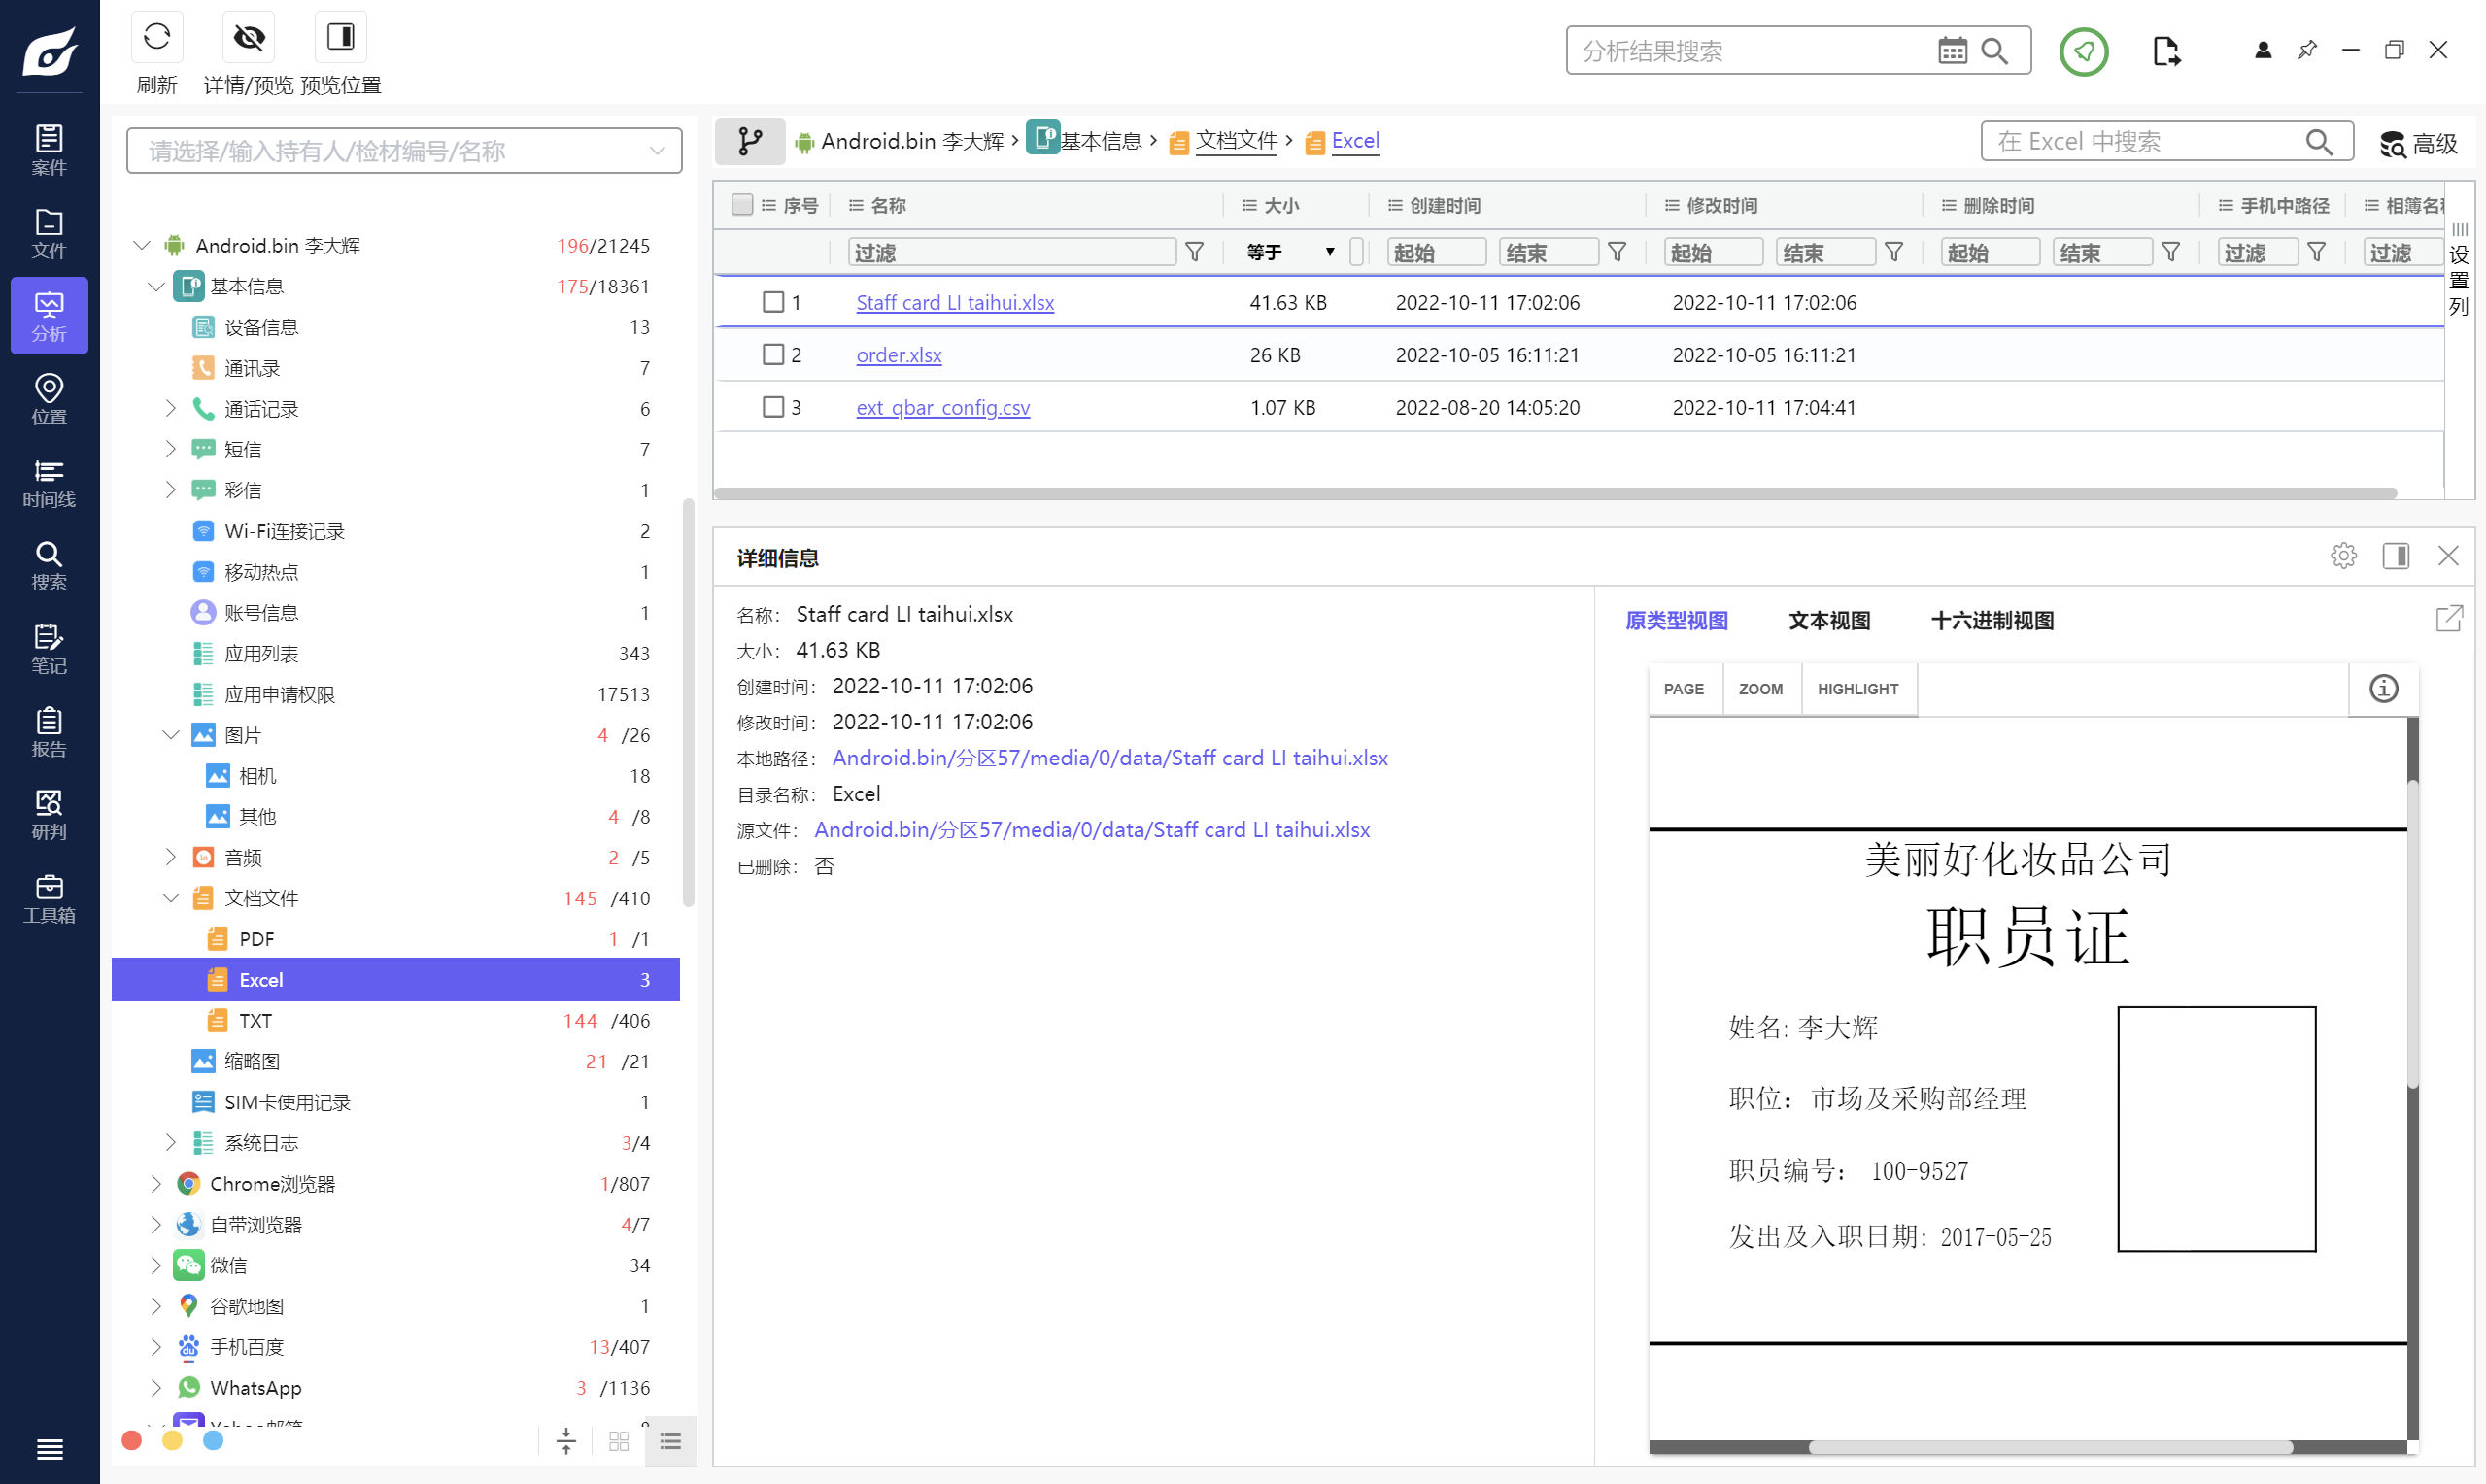 刷新
详情/预览
预览位置
分析结果搜索
案件
文件
分析
位置
时间线
搜索
笔记
报告
研判
工具箱
请选择/输入持有人/检材编号/名称
Android.bin 李大辉 196/21245
基本信息 175/18361
设备信息 13
通讯录 7
通话记录 6
短信 7
彩信 1
Wi-Fi连接记录 2
移动热点 1
账号信息 1
应用列表 343
应用申请权限 17513
图片 4 /26
相机 18
其他 4 /8
音频 2 /5
文档文件 145 /410
PDF 1 /1
Excel 3
TXT 144 /406
缩略图 21 /21
SIM卡使用记录 1
系统日志 3/4
Chrome浏览器 1/807
自带浏览器 4/7
微信 34
谷歌地图 1
手机百度 13/407
WhatsApp 3 /1136
Android.bin 李大辉 › 基本信息 › 文档文件 › Excel
在 Excel 中搜索
高级
序号 名称 大小 创建时间 修改时间 删除时间 手机中路径 相簿名
过滤 等于 起始 结束 起始 结束 起始 结束 过滤 过滤
设置列
1 Staff card LI taihui.xlsx 41.63 KB 2022-10-11 17:02:06 2022-10-11 17:02:06
2 order.xlsx 26 KB 2022-10-05 16:11:21 2022-10-05 16:11:21
3 ext_qbar_config.csv 1.07 KB 2022-08-20 14:05:20 2022-10-11 17:04:41
详细信息
名称： Staff card LI taihui.xlsx
大小： 41.63 KB
创建时间： 2022-10-11 17:02:06
修改时间： 2022-10-11 17:02:06
本地路径： Android.bin/分区57/media/0/data/Staff card LI taihui.xlsx
目录名称： Excel
源文件： Android.bin/分区57/media/0/data/Staff card LI taihui.xlsx
已删除： 否
原类型视图 文本视图 十六进制视图
PAGE ZOOM HIGHLIGHT
美丽好化妆品公司
职员证
姓名: 李大辉
职位：市场及采购部经理
职员编号： 100-9527
发出及入职日期: 2017-05-25